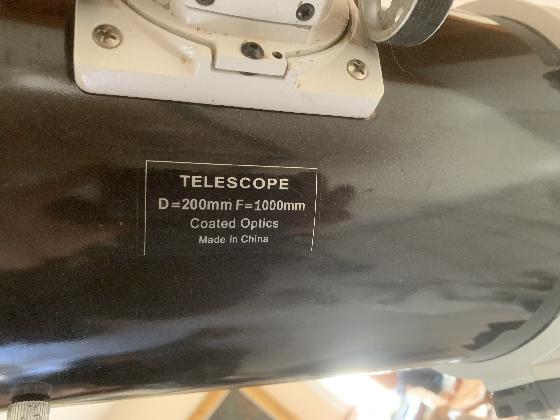 TELESCOPE
D=200mm F=1000mm
Coated Optics
Made in China